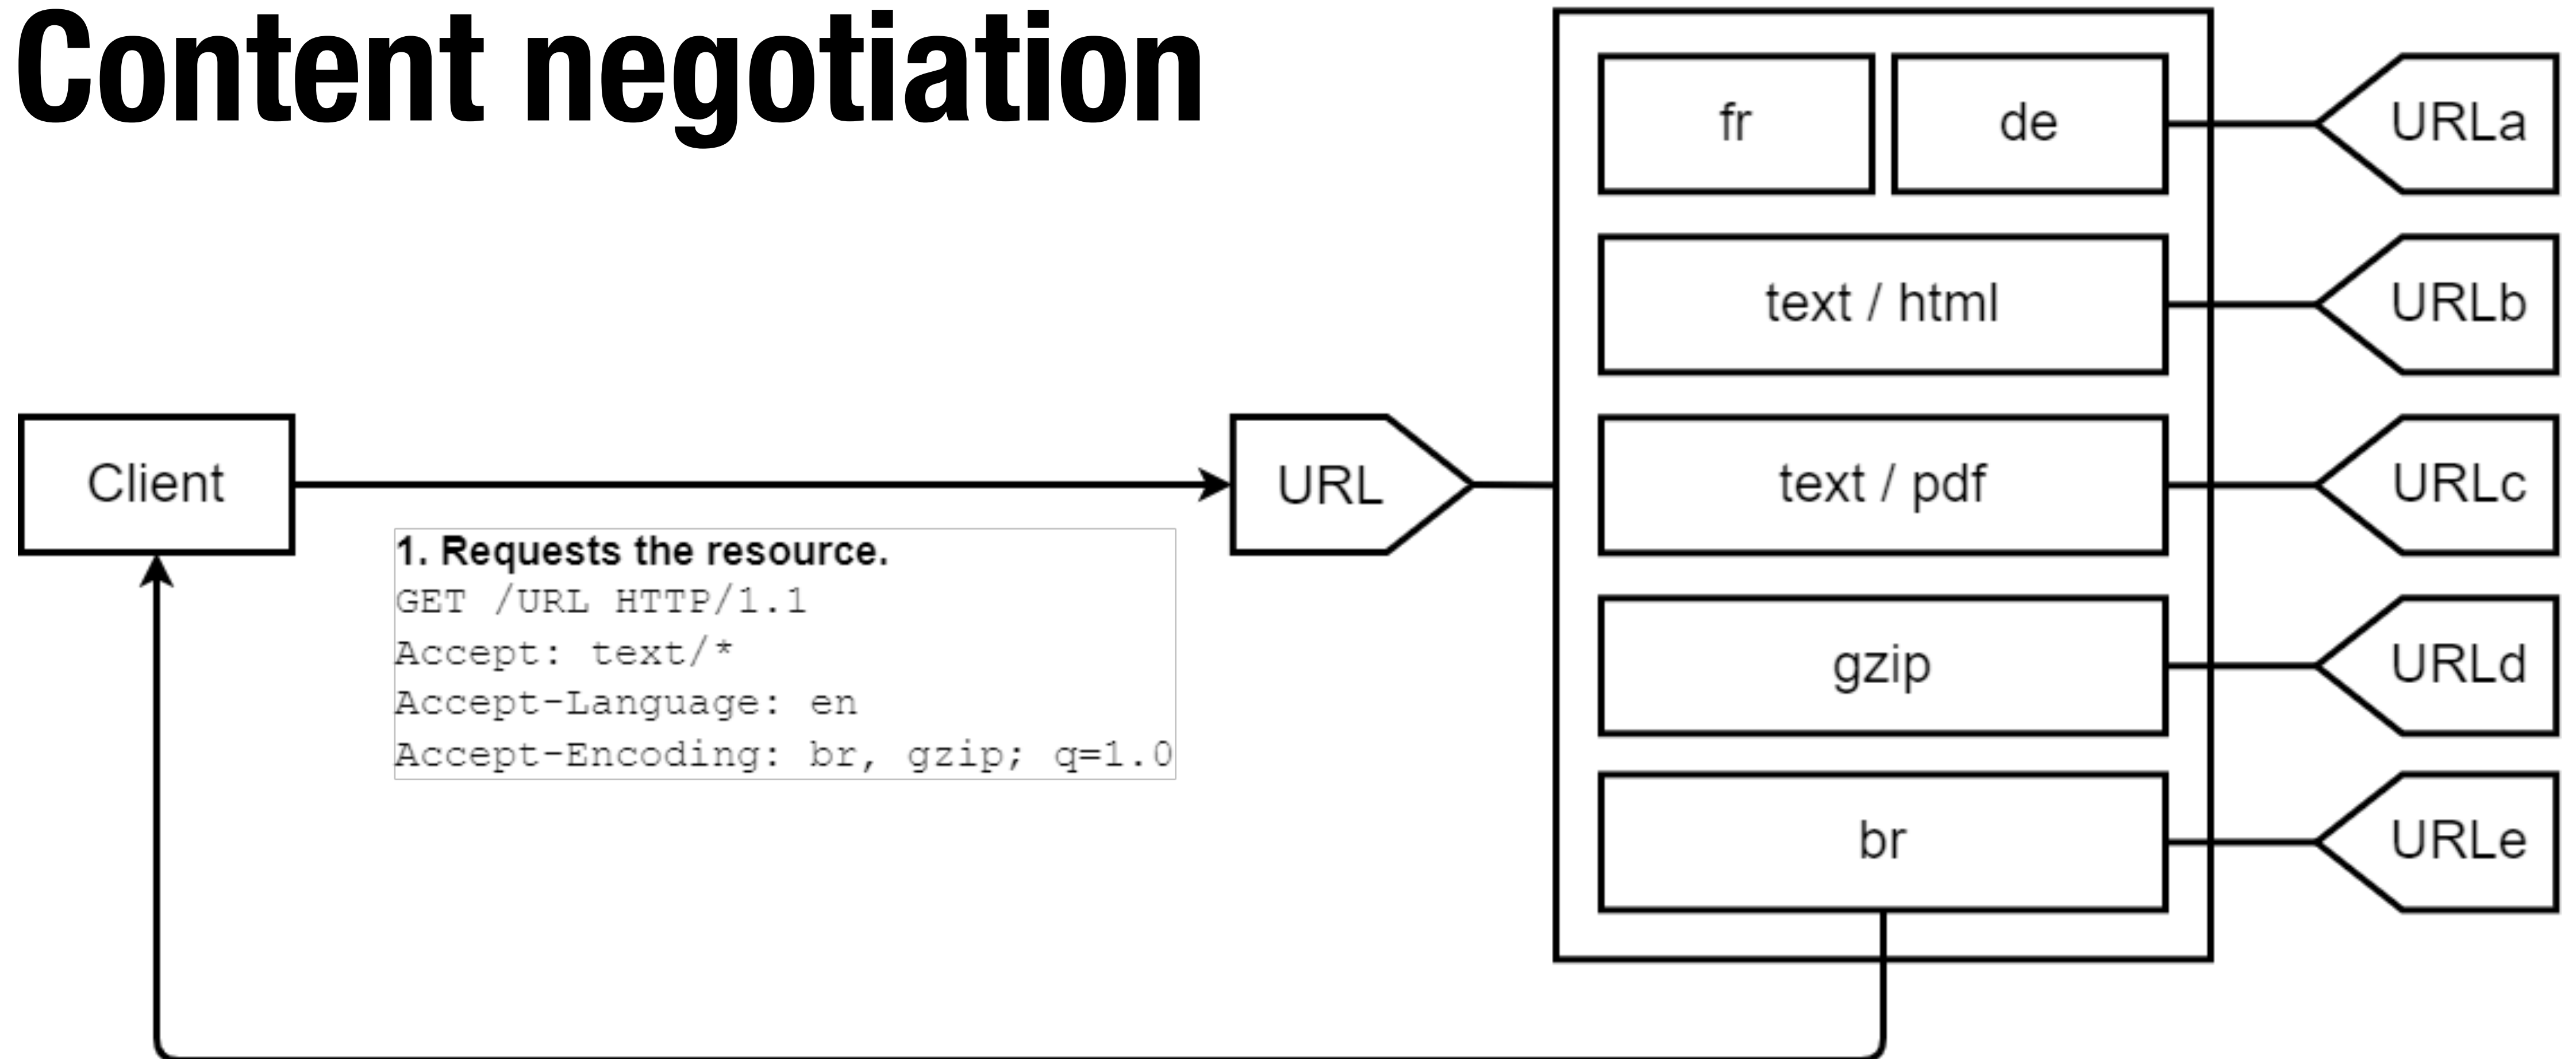 Content negotiation
fr
de
URLa
text / html
URLb
Client
URL
text / pdf
URLc
1. Requests the resource.
GET /URL HTTP/1.1
Accept: text/*
Accept-Language: en
Accept-Encoding: br, gzip; q=1.0
gzip
URLd
br
URLe